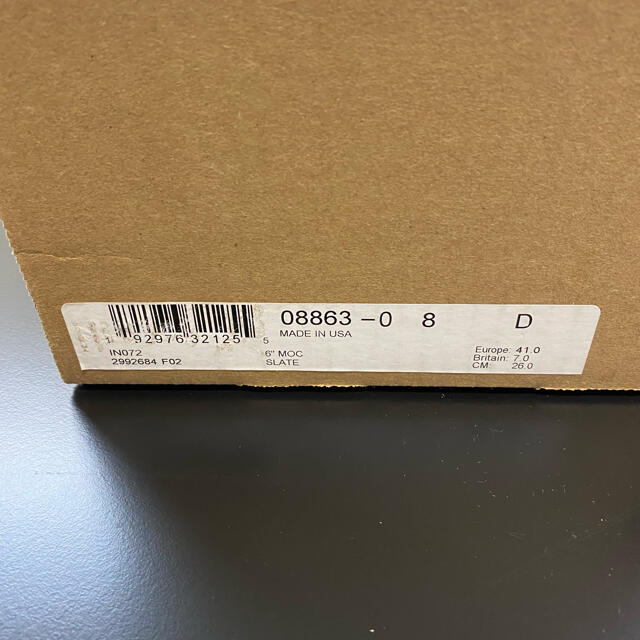 08863 -0 8 D
MADE IN USA
92976 32125 5
IN072
2992684 F02
6" MOC
SLATE
Europe: 41.0
Britain: 7.0
CM: 26.0